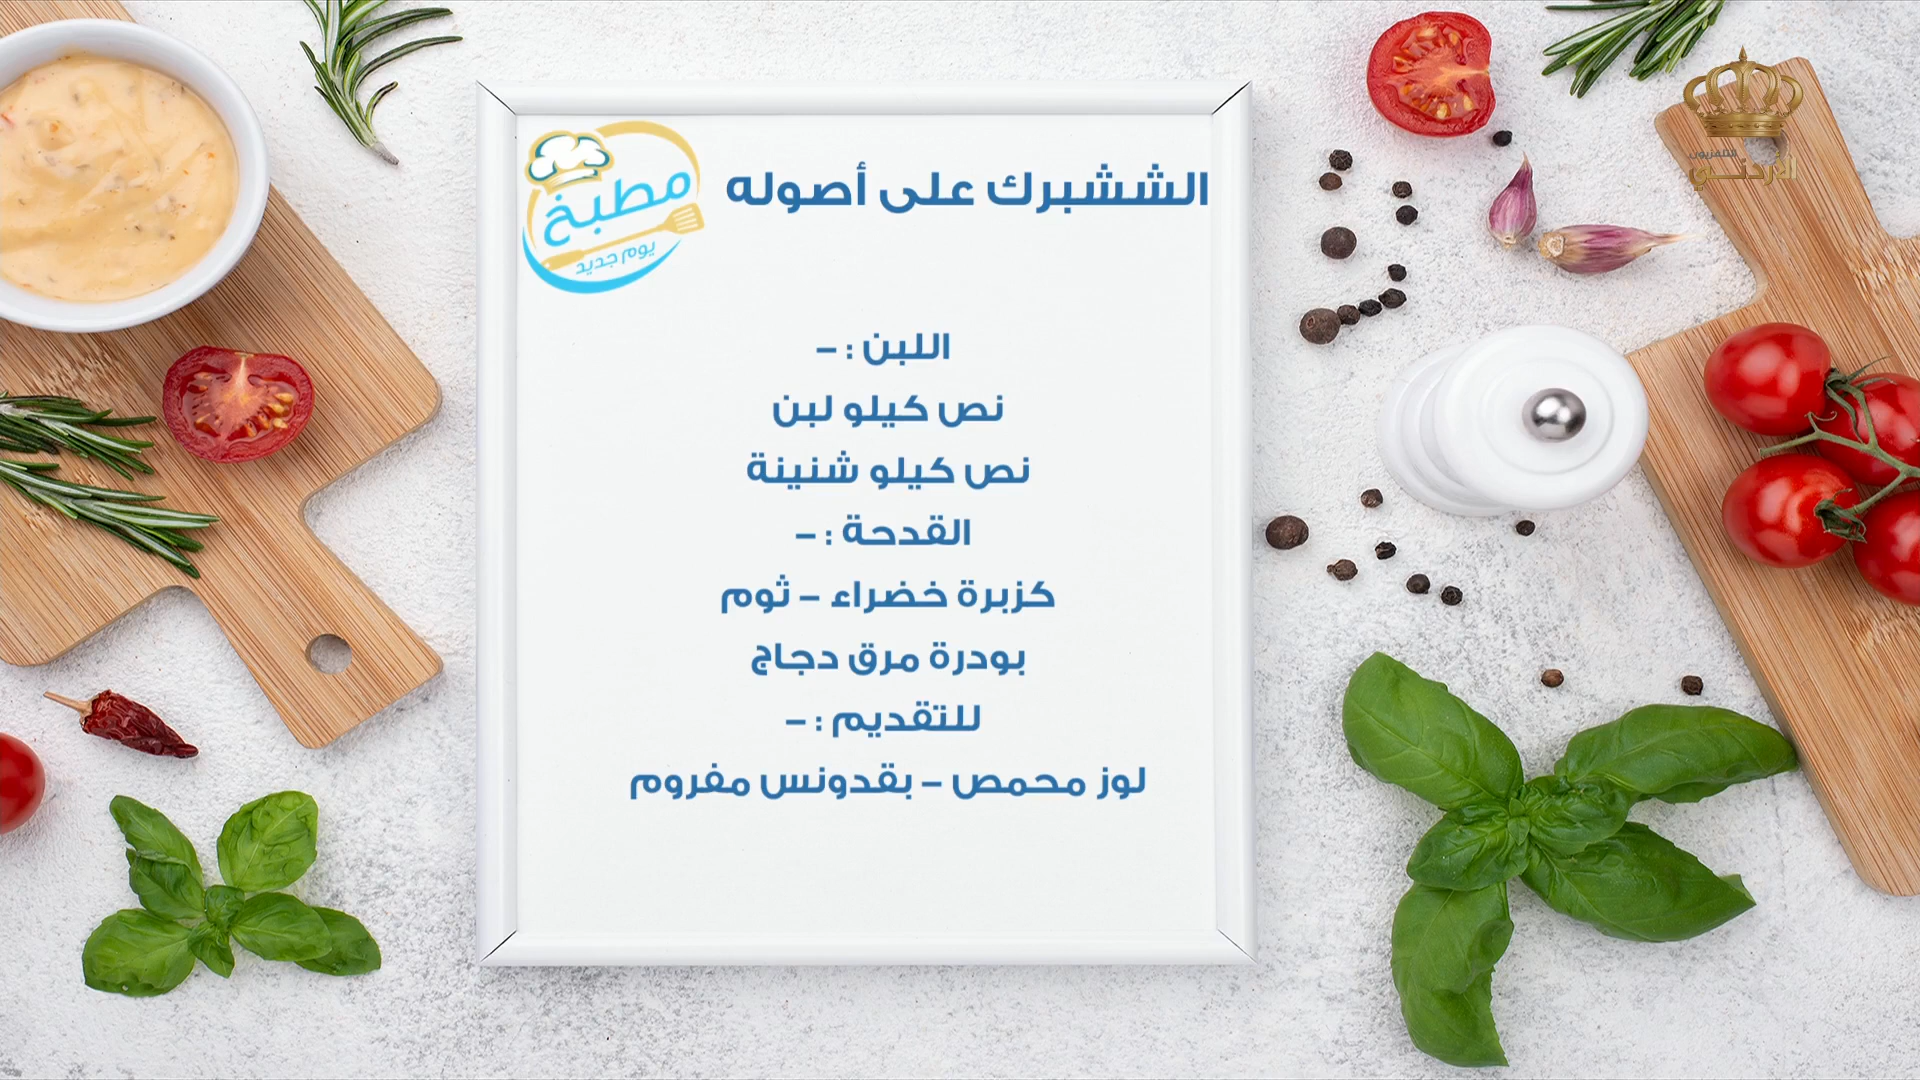 الششبرك على أصوله
مطبخ
يوم جديد
اللبن : –
نص كيلو لبن
نص كيلو شنينة
القدحة : –
كزبرة خضراء – ثوم
بودرة مرق دجاج
للتقديم : –
لوز محمص – بقدونس مفروم
التلفزيون
الأردني